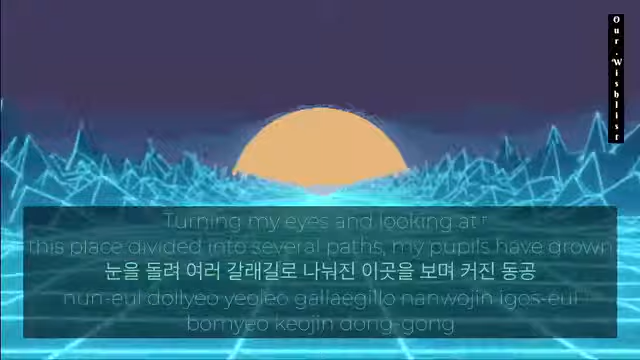 Our.Wishlist
Turning my eyes and looking at
this place divided into several paths, my pupils have grown
눈을 돌려 여러 갈래길로 나눠진 이곳을 보며 커진 동공
nun-eul dollyeo yeoleo gallaegillo nanwojin igos-eul
bomyeo keojin dong-gong